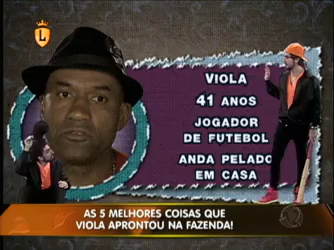 L
VIOLA
41 ANOS
JOGADOR
DE FUTEBOL
ANDA PELADO
EM CASA
AS 5 MELHORES COISAS QUE
VIOLA APRONTOU NA FAZENDA!